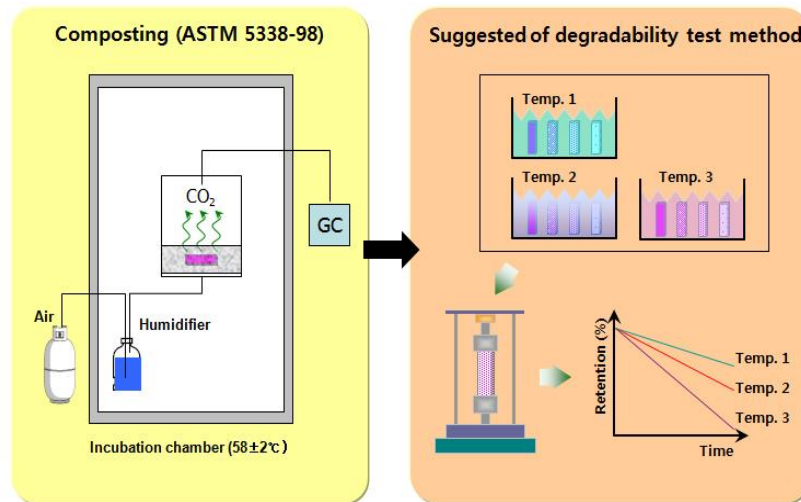 Composting (ASTM 5338-98)
CO₂
GC
Air
Humidifier
Incubation chamber (58±2℃)
Suggested of degradability test method
Temp. 1
Temp. 2
Temp. 3
Retention (%)
Temp. 1
Temp. 2
Temp. 3
Time